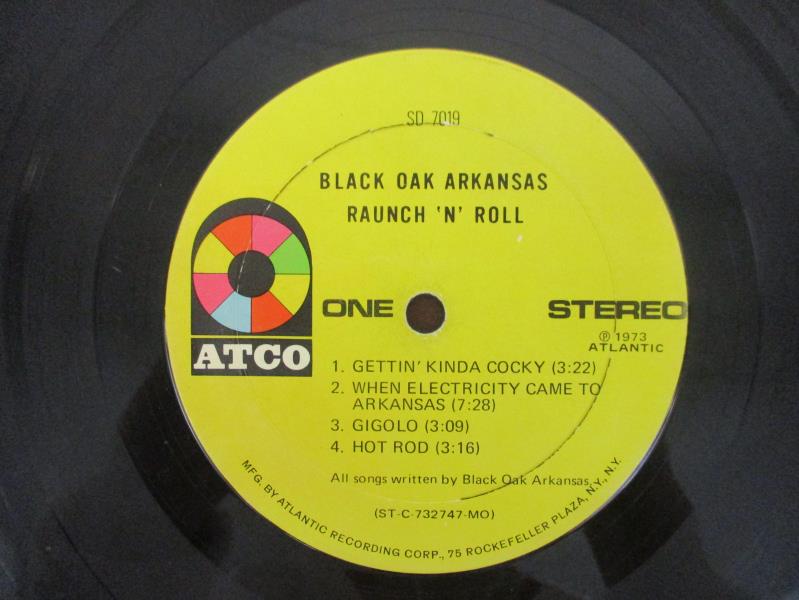 SD 7019
BLACK OAK ARKANSAS
RAUNCH 'N' ROLL
ATCO
ONE
STEREO
℗ 1973
ATLANTIC
1. GETTIN' KINDA COCKY (3:22)
2. WHEN ELECTRICITY CAME TO
ARKANSAS (7:28)
3. GIGOLO (3:09)
4. HOT ROD (3:16)
All songs written by Black Oak Arkansas.
(ST-C-732747-MO)
MFG. BY ATLANTIC RECORDING CORP., 75 ROCKEFELLER PLAZA, N.Y., N.Y.